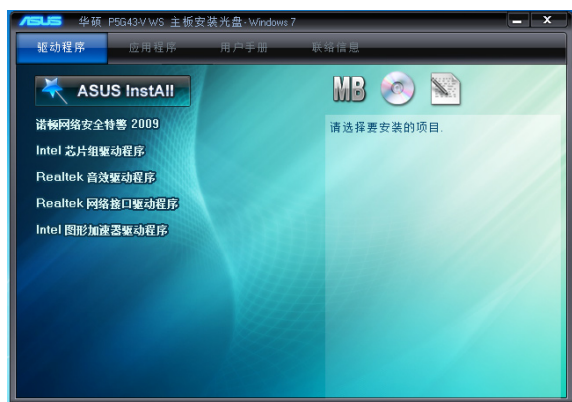 ASUS 华硕 P5G43-V WS 主板安装光盘-Windows 7
驱动程序 应用程序 用户手册 联络信息
ASUS InstAll
MB
诺顿网络安全特警 2009
请选择要安装的项目.
Intel 芯片组驱动程序
Realtek 音效驱动程序
Realtek 网络接口驱动程序
Intel 图形加速器驱动程序